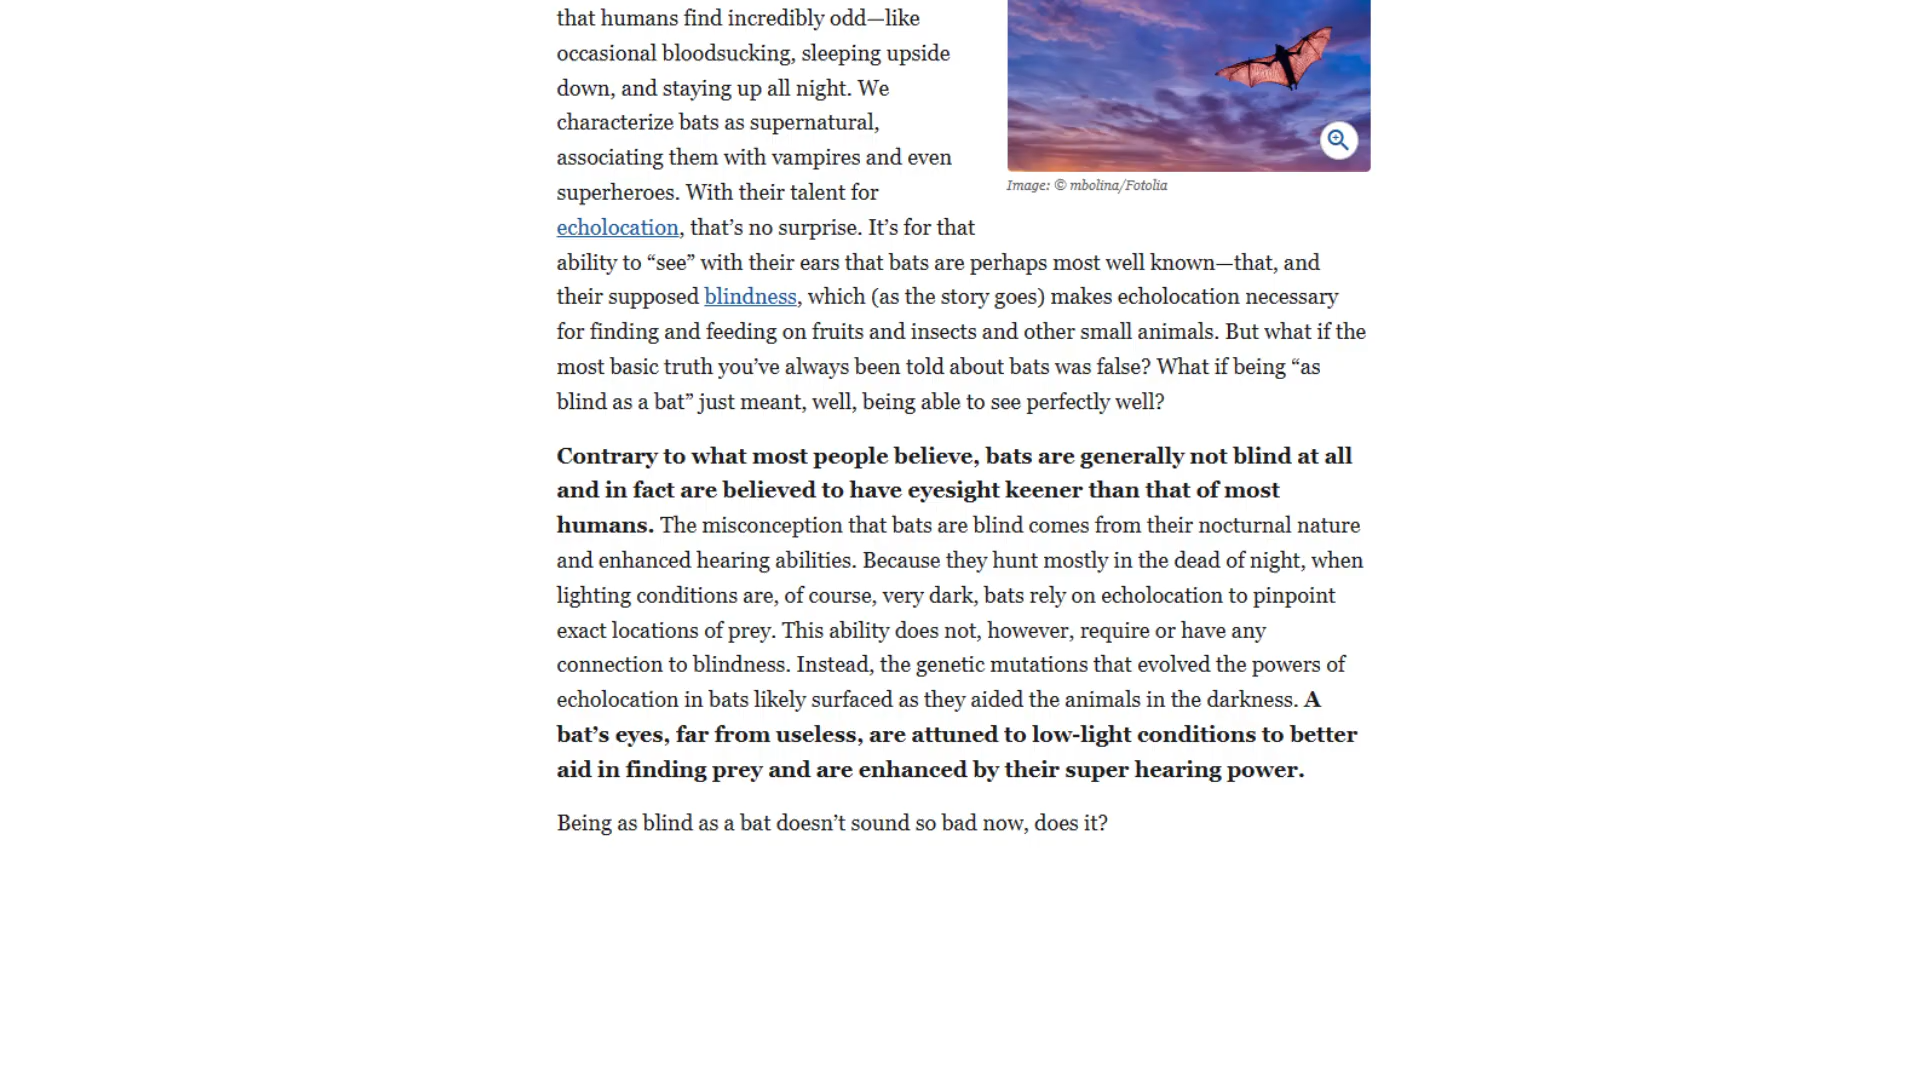 that humans find incredibly odd—like
occasional bloodsucking, sleeping upside
down, and staying up all night. We
characterize bats as supernatural,
associating them with vampires and even
superheroes. With their talent for
echolocation, that’s no surprise. It’s for that
Image: © mbolina/Fotolia
ability to “see” with their ears that bats are perhaps most well known—that, and
their supposed blindness, which (as the story goes) makes echolocation necessary
for finding and feeding on fruits and insects and other small animals. But what if the
most basic truth you’ve always been told about bats was false? What if being “as
blind as a bat” just meant, well, being able to see perfectly well?
Contrary to what most people believe, bats are generally not blind at all
and in fact are believed to have eyesight keener than that of most
humans. The misconception that bats are blind comes from their nocturnal nature
and enhanced hearing abilities. Because they hunt mostly in the dead of night, when
lighting conditions are, of course, very dark, bats rely on echolocation to pinpoint
exact locations of prey. This ability does not, however, require or have any
connection to blindness. Instead, the genetic mutations that evolved the powers of
echolocation in bats likely surfaced as they aided the animals in the darkness. A
bat’s eyes, far from useless, are attuned to low-light conditions to better
aid in finding prey and are enhanced by their super hearing power.
Being as blind as a bat doesn’t sound so bad now, does it?